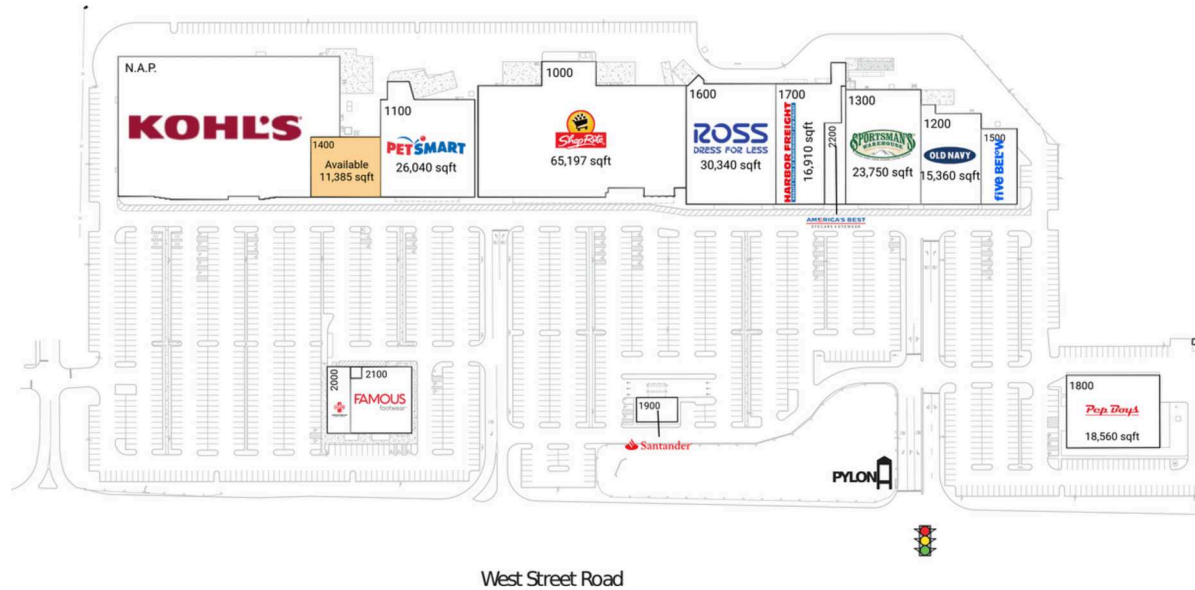 N.A.P.
KOHL'S
1400
Available
11,385 sqft
1100
PETSMART
26,040 sqft
1000
ShopRite
65,197 sqft
1600
ROSS
DRESS FOR LESS
30,340 sqft
1700
HARBOR FREIGHT
16,910 sqft
2200
AMERICA'S BEST
1300
SPORTSMAN'S
WAREHOUSE
23,750 sqft
1200
OLD NAVY
15,360 sqft
1500
five BELOW
2000
2100
FAMOUS
footwear
1900
Santander
1800
Pep Boys
18,560 sqft
PYLON
West Street Road